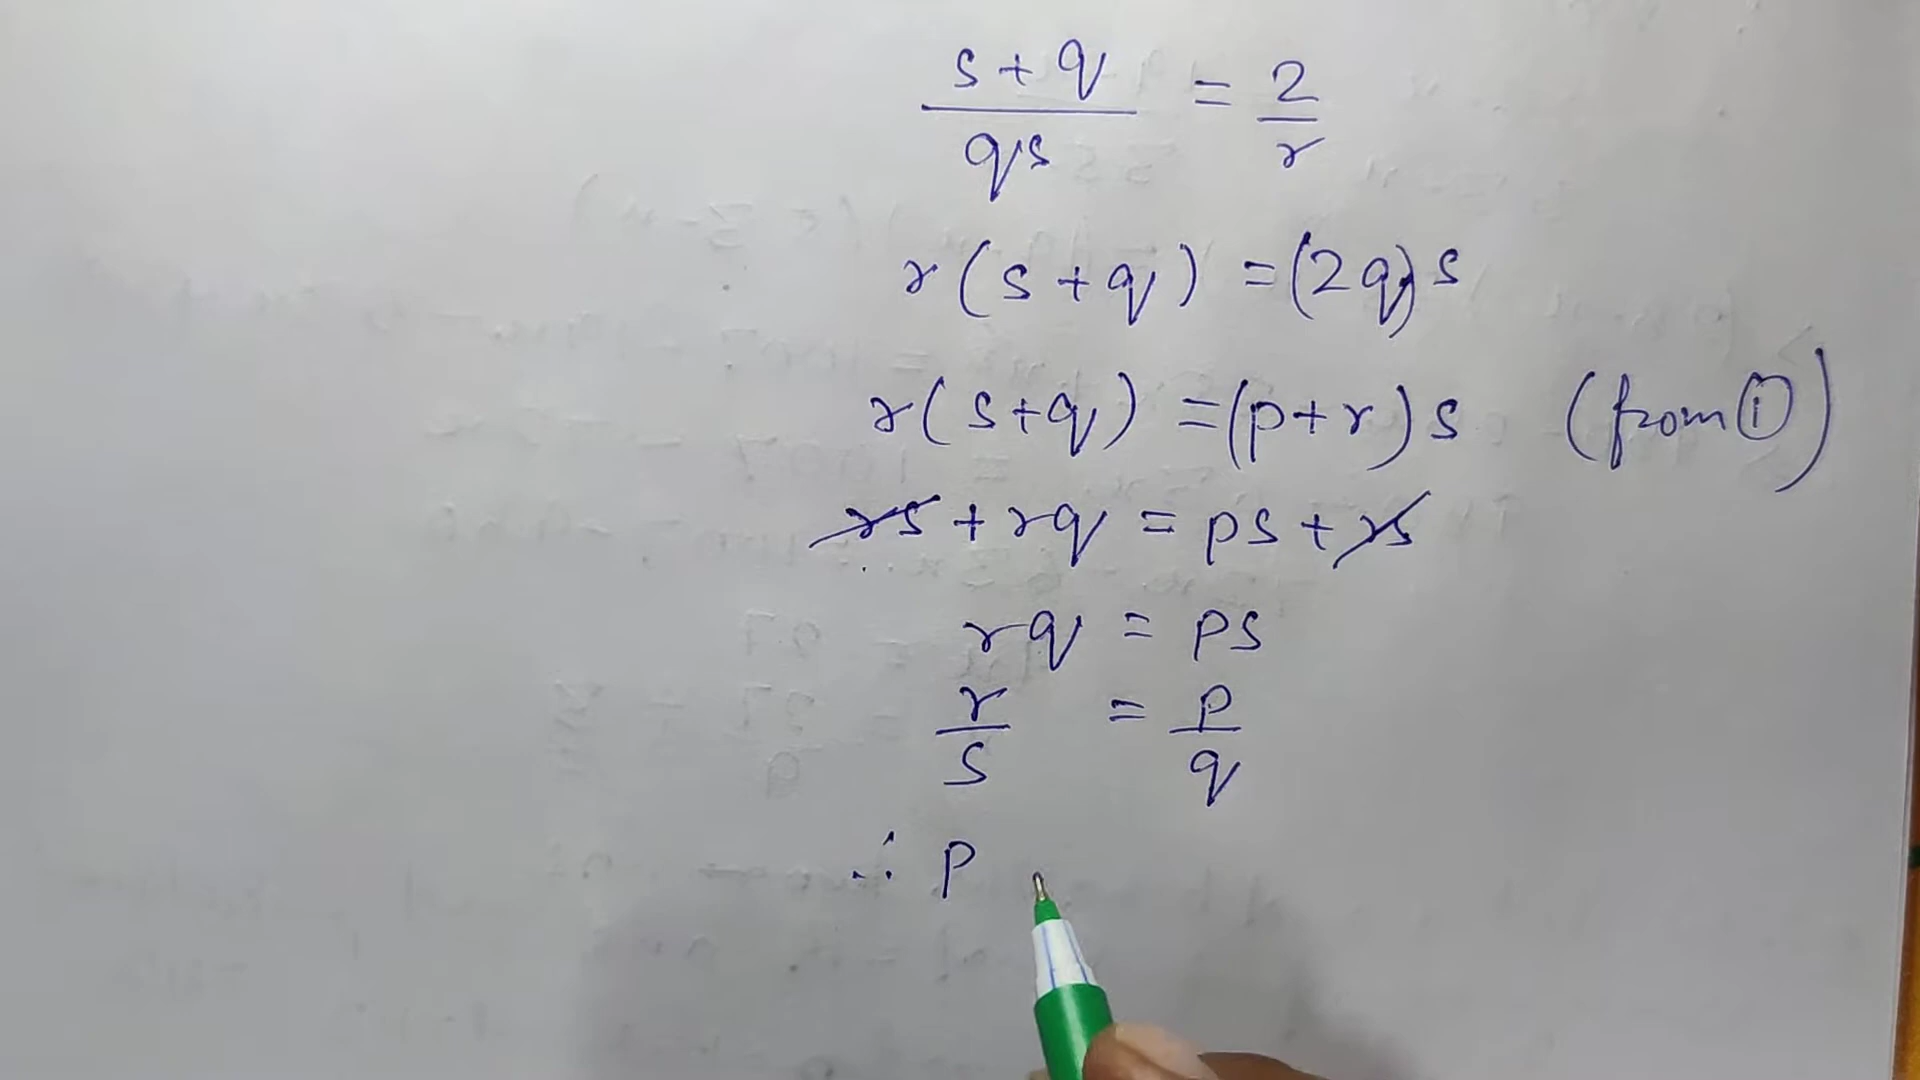 s + q / qs = 2 / r
r(s + q) = (2q)s
r(s+q) = (p+r)s (from ①)
rs + rq = ps + rs
rq = ps
r / s = p / q
∴ p